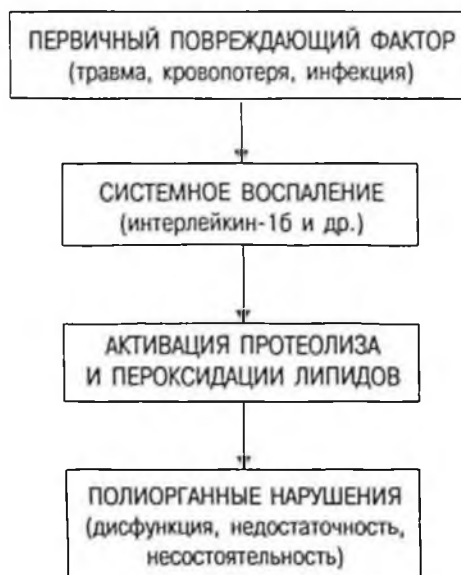 ПЕРВИЧНЫЙ ПОВРЕЖДАЮЩИЙ ФАКТОР
(травма, кровопотеря, инфекция)
СИСТЕМНОЕ ВОСПАЛЕНИЕ
(интерлейкин-1б и др.)
АКТИВАЦИЯ ПРОТЕОЛИЗА
И ПЕРОКСИДАЦИИ ЛИПИДОВ
ПОЛИОРГАННЫЕ НАРУШЕНИЯ
(дисфункция, недостаточность,
несостоятельность)